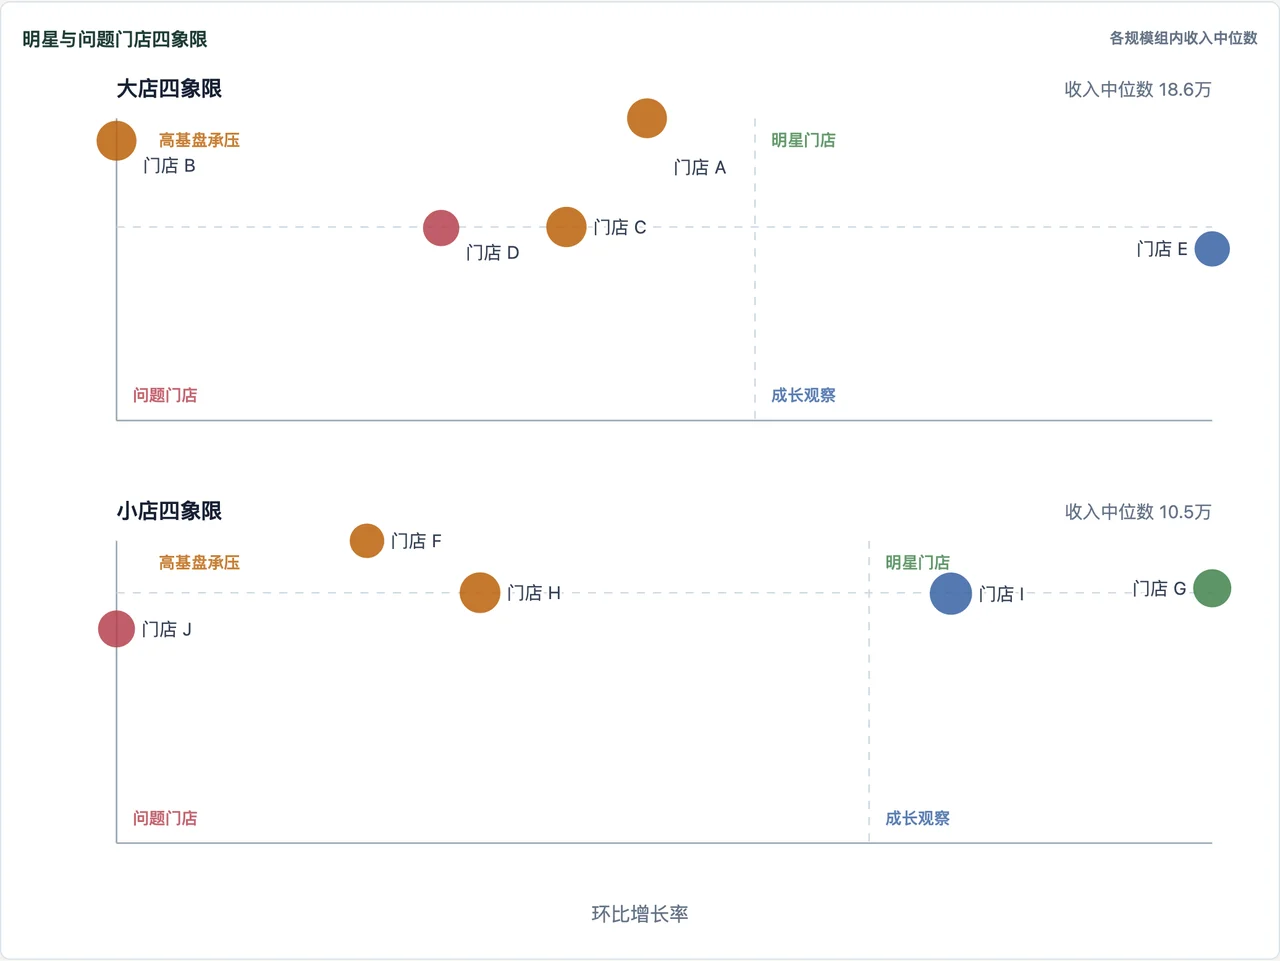 明星与问题门店四象限
各规模组内收入中位数
大店四象限
收入中位数 18.6万
高基盘承压
明星门店
门店 B
门店 A
门店 C
门店 D
门店 E
问题门店
成长观察
小店四象限
收入中位数 10.5万
门店 F
高基盘承压
明星门店
门店 H
门店 I
门店 G
门店 J
问题门店
成长观察
环比增长率